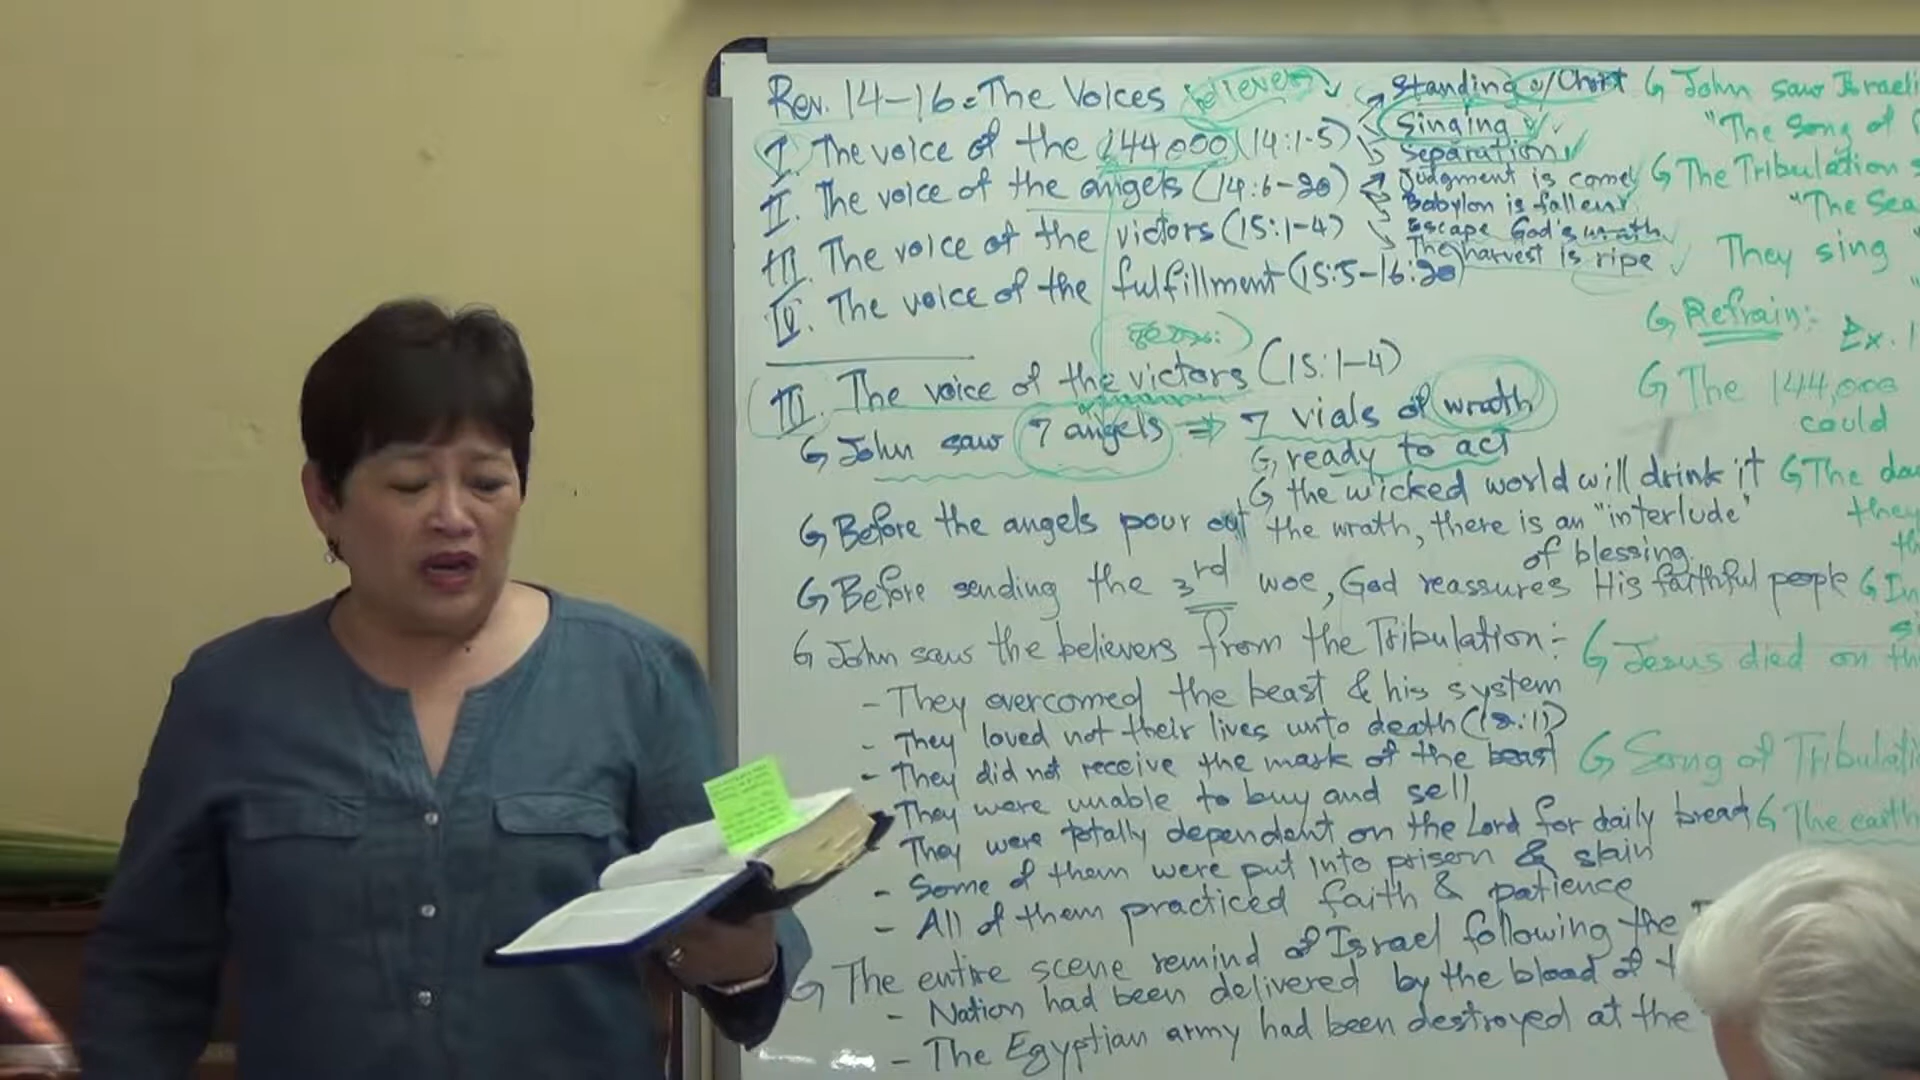 Rev. 14-16 = The Voices believers
I. The voice of the 144,000 (14:1-5)
Standing w/Christ
Singing
Separation
II. The voice of the angels (14:6-20)
Judgment is come
Babylon is fallen
Escape God's wrath
The harvest is ripe
III. The voice of the victors (15:1-4)
IV. The voice of the fulfillment (15:5-16:20)
III. The voice of the victors (15:1-4)
John saw 7 angels ⇒ 7 vials of wrath
ready to act
the wicked world will drink it
Before the angels pour out the wrath, there is an "interlude"
of blessing.
Before sending the 3rd woe, God reassures His faithful people
John saw the believers from the Tribulation:-
- They overcomed the beast & his system
- They loved not their lives unto death (12:11)
- They did not receive the mark of the beast
They were unable to buy and sell
They were totally dependent on the Lord for daily bread
- Some of them were put into prison & slain
- All of them practiced faith & patience
The entire scene remind of Israel following the
- Nation had been delivered by the blood of
- The Egyptian army had been destroyed at the
John saw
"The Song of
The Tribulation
"The Sea
They sing
Refrain:-
Ex. 1
The 144,000
could
The
they
In
Jesus died on
Song of
The earth